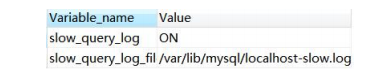 Variable_name Value
slow_query_log ON
slow_query_log_fil /var/lib/mysql/localhost-slow.log